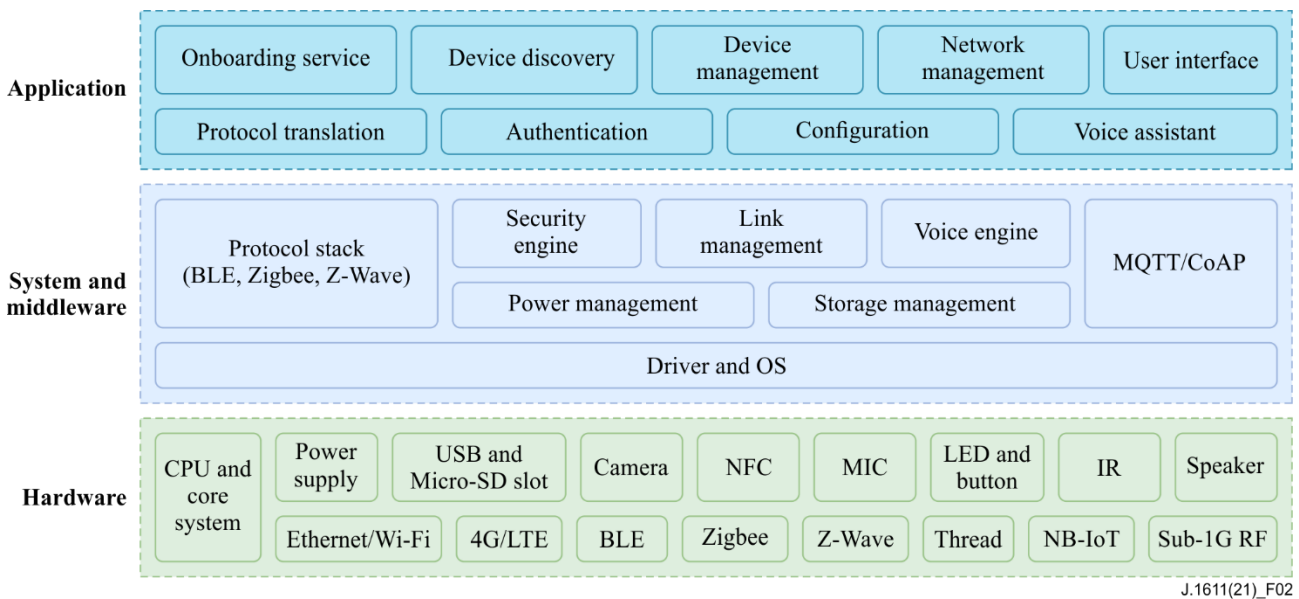 Application
Onboarding service
Device discovery
Device
management
Network
management
User interface
Protocol translation
Authentication
Configuration
Voice assistant
System and
middleware
Protocol stack
(BLE, Zigbee, Z-Wave)
Security
engine
Link
management
Voice engine
MQTT/CoAP
Power management
Storage management
Driver and OS
Hardware
CPU and
core
system
Power
supply
USB and
Micro-SD slot
Camera
NFC
MIC
LED and
button
IR
Speaker
Ethernet/Wi-Fi
4G/LTE
BLE
Zigbee
Z-Wave
Thread
NB-IoT
Sub-1G RF
J.1611(21)_F02